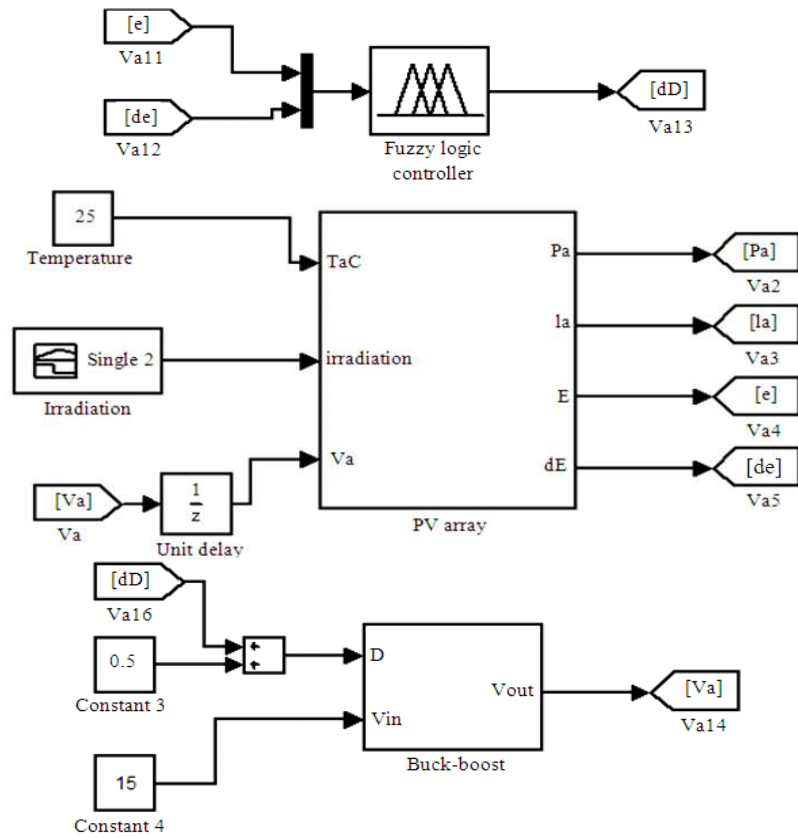 [e]
Va11
[de]
Va12
Fuzzy logic
controller
[dD]
Va13
25
Temperature
Single 2
Irradiation
[Va]
Va
1
z
Unit delay
TaC
irradiation
Va
Pa
Ia
E
dE
PV array
[Pa]
Va2
[Ia]
Va3
[e]
Va4
[de]
Va5
[dD]
Va16
0.5
Constant 3
+
+
15
Constant 4
D
Vin
Vout
Buck-boost
[Va]
Va14